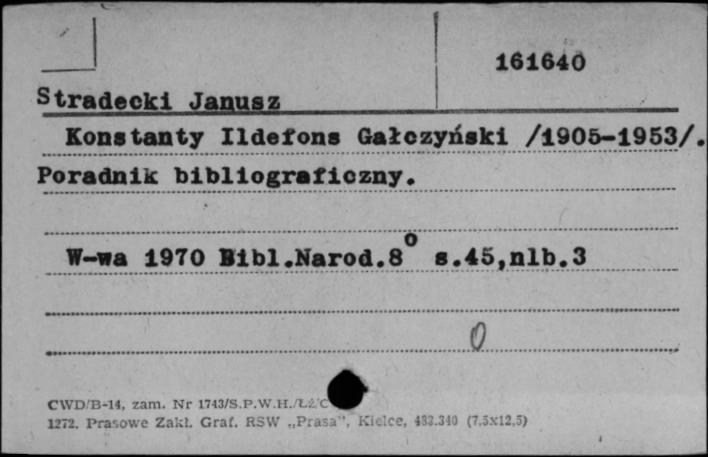 161640
Stradecki Janusz
Konstanty Ildefons Gałczyński /1905-1953/.
Poradnik bibliograficzny.
W-wa 1970 Bibl.Narod.8° s.45,nlb.3
0
CWD/B-14, zam. Nr 1743/S.P.W.H./
1272. Prasowe Zakł. Graf. RSW „Prasa", Kielce, 483.340 (7,5x12,5)